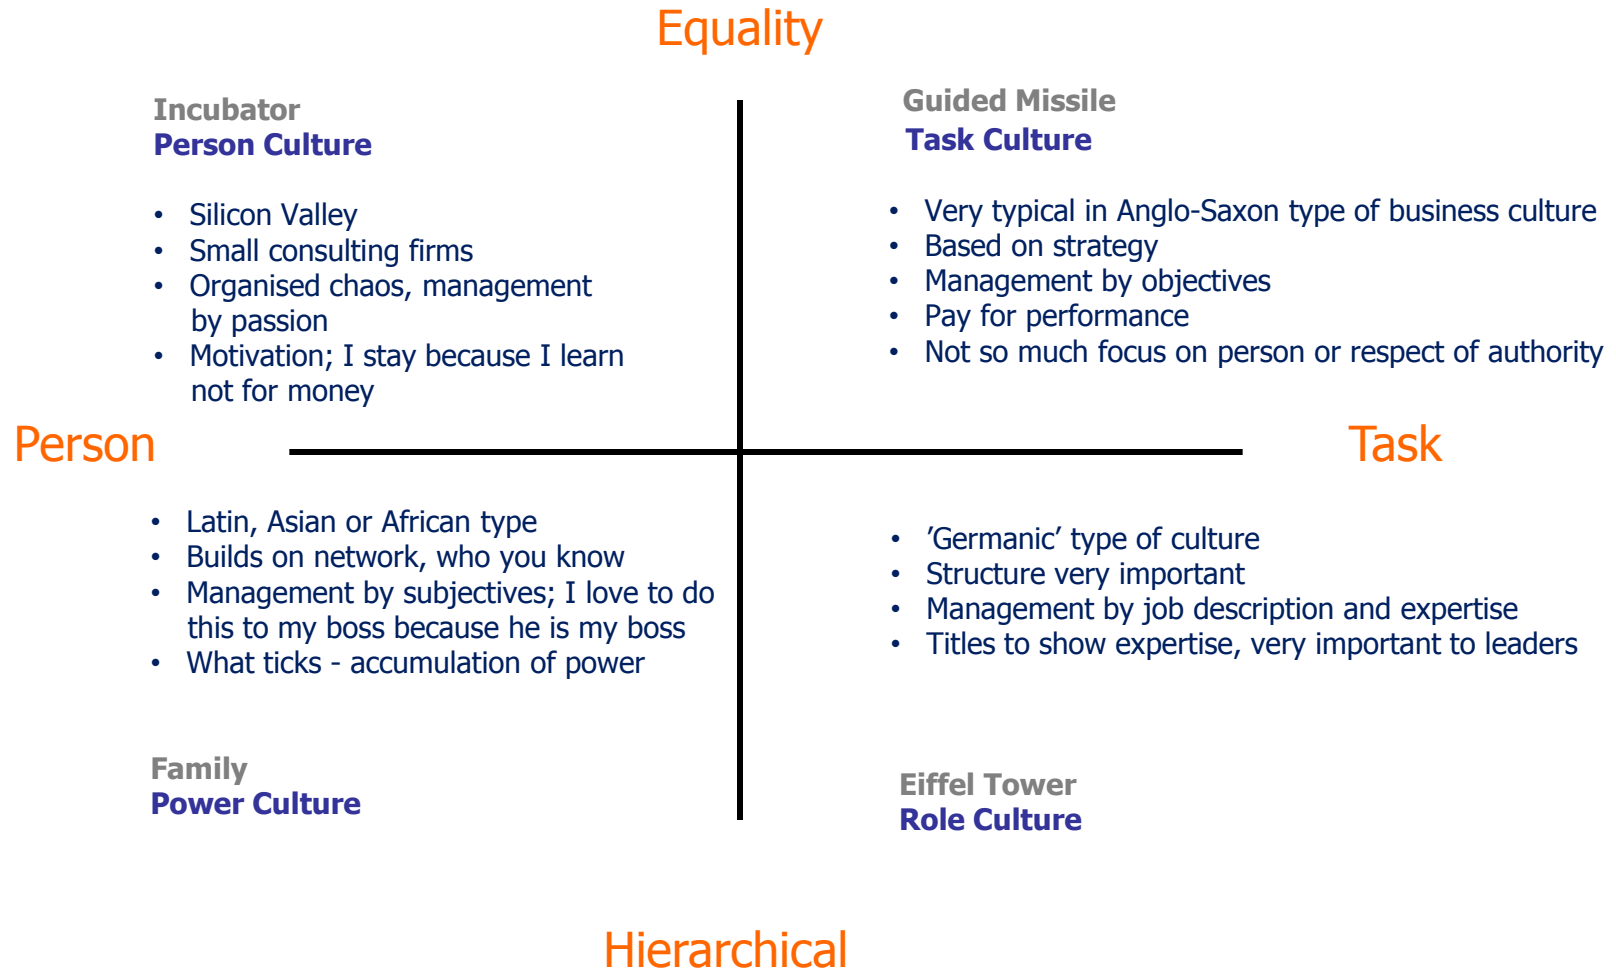 Equality
Incubator
Person Culture
• Silicon Valley
• Small consulting firms
• Organised chaos, management
by passion
• Motivation; I stay because I learn
not for money
Guided Missile
Task Culture
• Very typical in Anglo-Saxon type of business culture
• Based on strategy
• Management by objectives
• Pay for performance
• Not so much focus on person or respect of authority
Person
Task
• Latin, Asian or African type
• Builds on network, who you know
• Management by subjectives; I love to do
this to my boss because he is my boss
• What ticks - accumulation of power
Family
Power Culture
• ’Germanic’ type of culture
• Structure very important
• Management by job description and expertise
• Titles to show expertise, very important to leaders
Eiffel Tower
Role Culture
Hierarchical